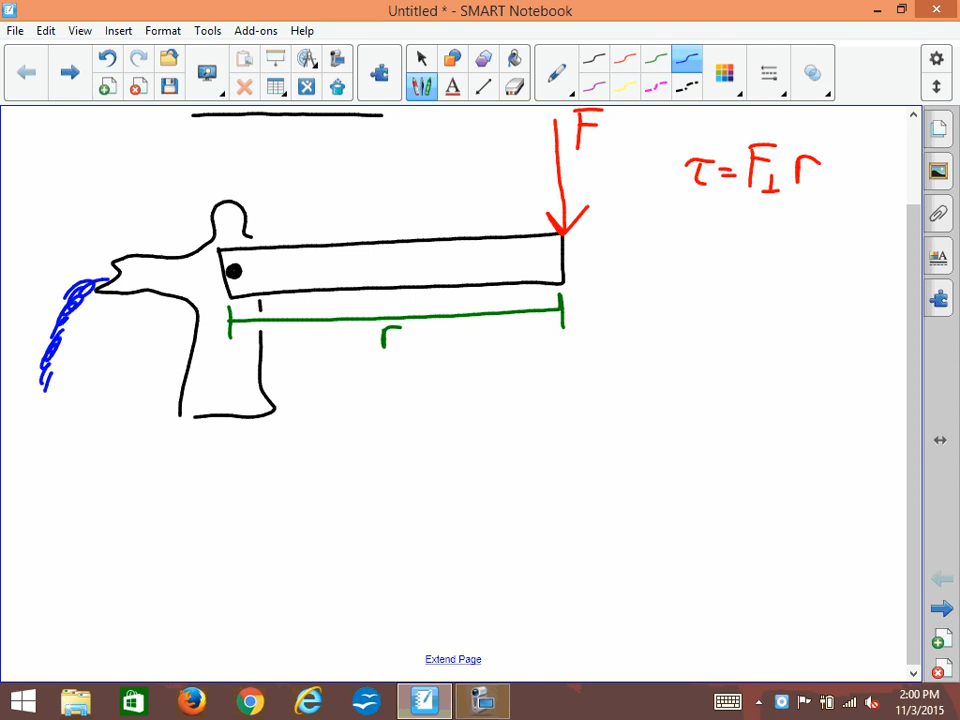 Untitled * - SMART Notebook
File Edit View Insert Format Tools Add-ons Help
F
τ = F⊥ r
r
Extend Page
2:00 PM
11/3/2015